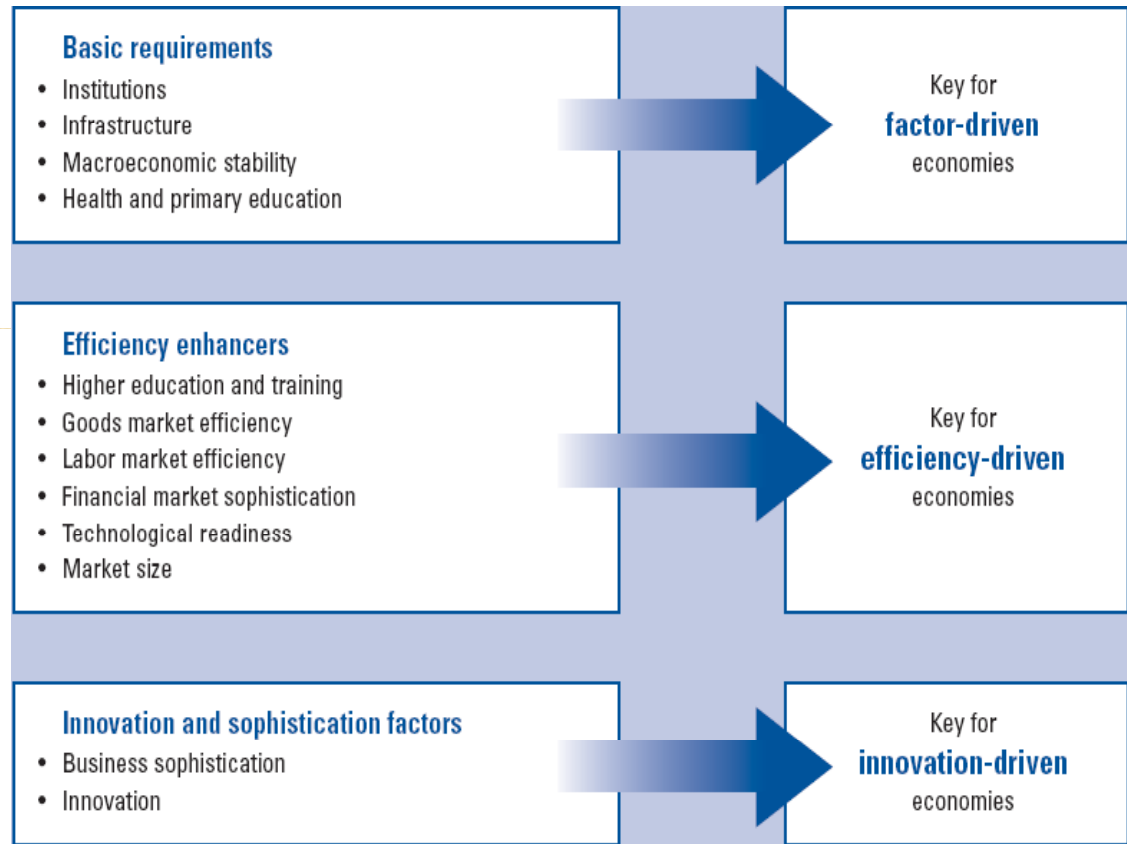 Basic requirements
• Institutions
• Infrastructure
• Macroeconomic stability
• Health and primary education
Key for
factor-driven
economies
Efficiency enhancers
• Higher education and training
• Goods market efficiency
• Labor market efficiency
• Financial market sophistication
• Technological readiness
• Market size
Key for
efficiency-driven
economies
Innovation and sophistication factors
• Business sophistication
• Innovation
Key for
innovation-driven
economies